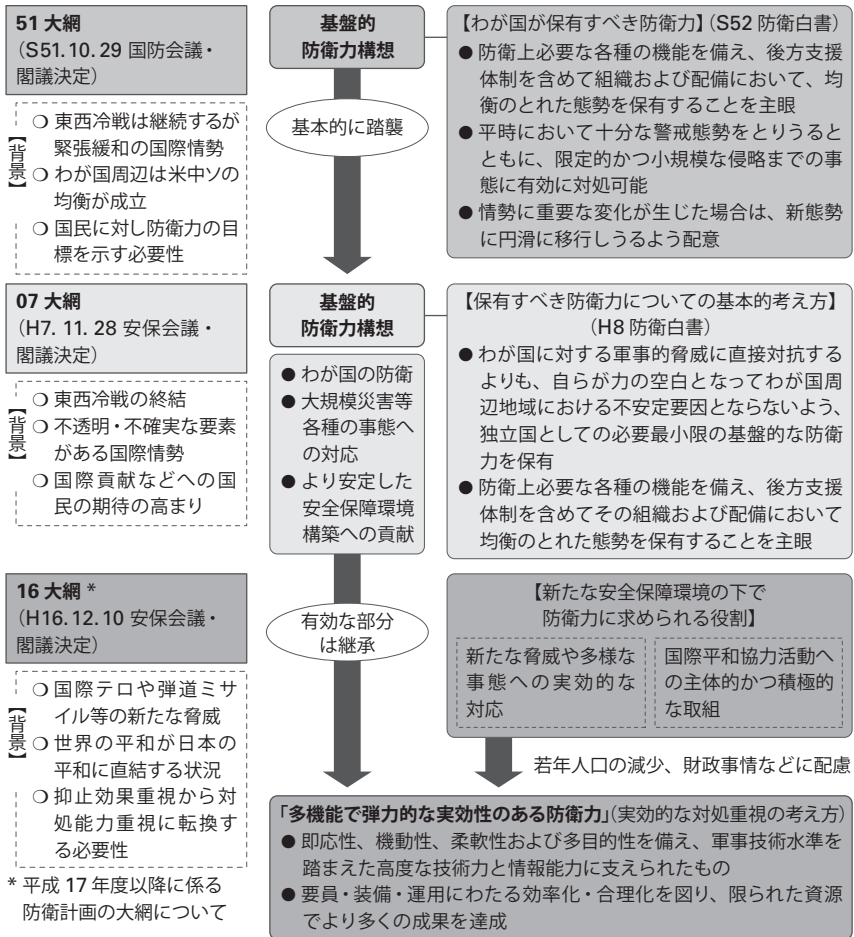 51 大綱
(S51. 10. 29 国防会議・
閣議決定)
【背景】
❍ 東西冷戦は継続するが
緊張緩和の国際情勢
❍ わが国周辺は米中ソの
均衡が成立
❍ 国民に対し防衛力の目
標を示す必要性
基盤的
防衛力構想
基本的に踏襲
【わが国が保有すべき防衛力】(S52 防衛白書)
● 防衛上必要な各種の機能を備え、後方支援
体制を含めて組織および配備において、均
衡のとれた態勢を保有することを主眼
● 平時において十分な警戒態勢をとりうると
ともに、限定的かつ小規模な侵略までの事
態に有効に対処可能
● 情勢に重要な変化が生じた場合は、新態勢
に円滑に移行しうるよう配意
07 大綱
(H7. 11. 28 安保会議・
閣議決定)
【背景】
❍ 東西冷戦の終結
❍ 不透明・不確実な要素
がある国際情勢
❍ 国際貢献などへの国
民の期待の高まり
基盤的
防衛力構想
● わが国の防衛
● 大規模災害等
各種の事態へ
の対応
● より安定した
安全保障環境
構築への貢献
【保有すべき防衛力についての基本的考え方】
(H8 防衛白書)
● わが国に対する軍事的脅威に直接対抗する
よりも、自らが力の空白となってわが国周
辺地域における不安定要因とならないよう、
独立国としての必要最小限の基盤的な防衛
力を保有
● 防衛上必要な各種の機能を備え、後方支援
体制を含めてその組織および配備において
均衡のとれた態勢を保有することを主眼
16 大綱 *
(H16. 12. 10 安保会議・
閣議決定)
【背景】
❍ 国際テロや弾道ミサ
イル等の新たな脅威
❍ 世界の平和が日本の
平和に直結する状況
❍ 抑止効果重視から対
処能力重視に転換す
る必要性
* 平成 17 年度以降に係る
防衛計画の大綱について
有効な部分
は継承
【新たな安全保障環境の下で
防衛力に求められる役割】
新たな脅威や多様な
事態への実効的な
対応
国際平和協力活動へ
の主体的かつ積極的
な取組
若年人口の減少、財政事情などに配慮
「多機能で弾力的な実効性のある防衛力」(実効的な対処重視の考え方)
● 即応性、機動性、柔軟性および多目的性を備え、軍事技術水準を
踏まえた高度な技術力と情報能力に支えられたもの
● 要員・装備・運用にわたる効率化・合理化を図り、限られた資源
でより多くの成果を達成